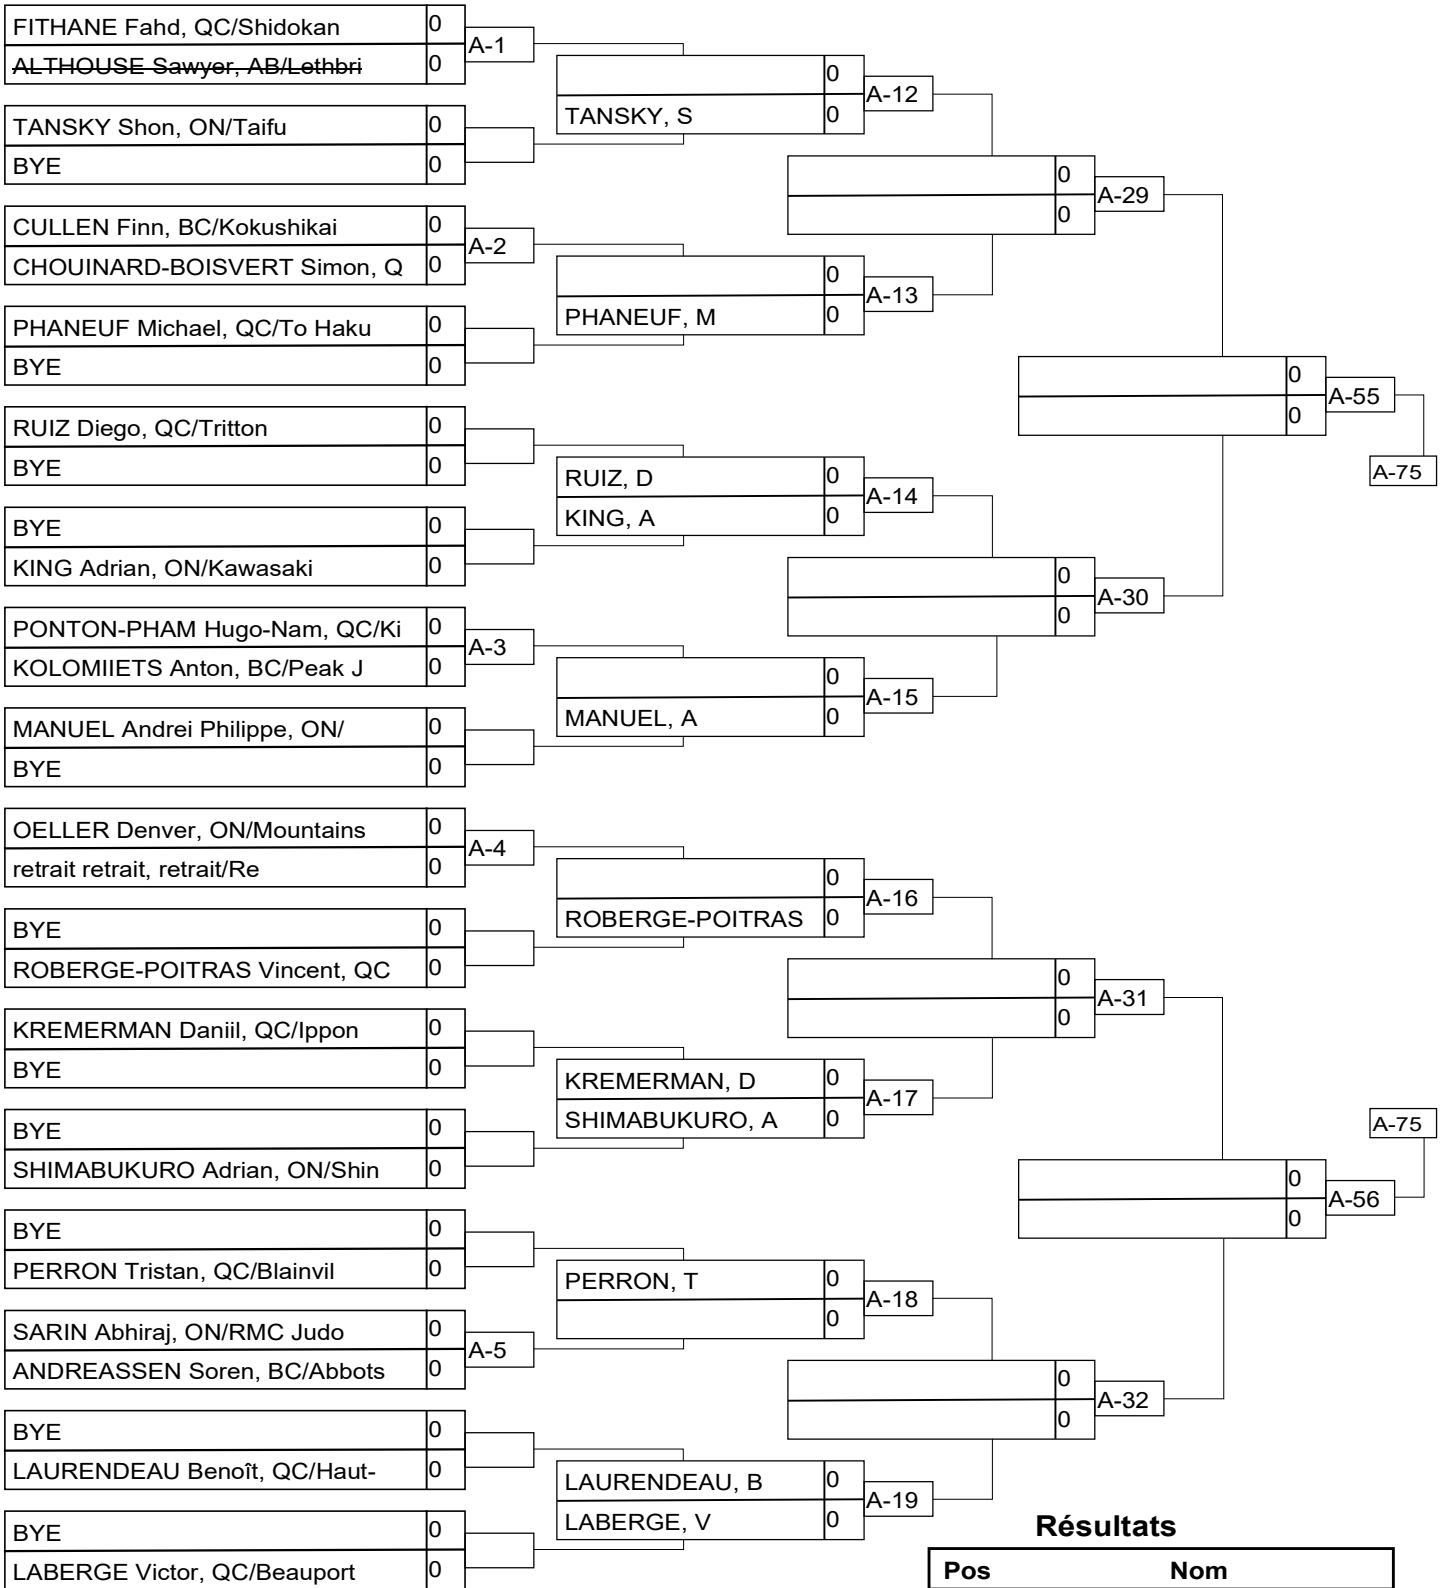 FITHANE Fahd, QC/Shidokan 0
ALTHOUSE Sawyer, AB/Lethbri 0
A-1
TANSKY Shon, ON/Taifu 0
BYE 0
CULLEN Finn, BC/Kokushikai 0
CHOUINARD-BOISVERT Simon, Q 0
A-2
PHANEUF Michael, QC/To Haku 0
BYE 0
RUIZ Diego, QC/Tritton 0
BYE 0
BYE 0
KING Adrian, ON/Kawasaki 0
PONTON-PHAM Hugo-Nam, QC/Ki 0
KOLOMIIETS Anton, BC/Peak J 0
A-3
MANUEL Andrei Philippe, ON/ 0
BYE 0
OELLER Denver, ON/Mountains 0
retrait retrait, retrait/Re 0
A-4
BYE 0
ROBERGE-POITRAS Vincent, QC 0
KREMERMAN Daniil, QC/Ippon 0
BYE 0
BYE 0
SHIMABUKURO Adrian, ON/Shin 0
BYE 0
PERRON Tristan, QC/Blainvil 0
SARIN Abhiraj, ON/RMC Judo 0
ANDREASSEN Soren, BC/Abbots 0
A-5
BYE 0
LAURENDEAU Benoît, QC/Haut- 0
BYE 0
LABERGE Victor, QC/Beauport 0
0
TANSKY, S 0
A-12
0
PHANEUF, M 0
A-13
RUIZ, D 0
KING, A 0
A-14
0
MANUEL, A 0
A-15
0
ROBERGE-POITRAS 0
A-16
KREMERMAN, D 0
SHIMABUKURO, A 0
A-17
PERRON, T 0
0
A-18
LAURENDEAU, B 0
LABERGE, V 0
A-19
0
0
A-29
0
0
A-30
0
0
A-31
0
0
A-32
0
0
A-55
A-75
A-75
0
0
A-56
Résultats
Pos Nom